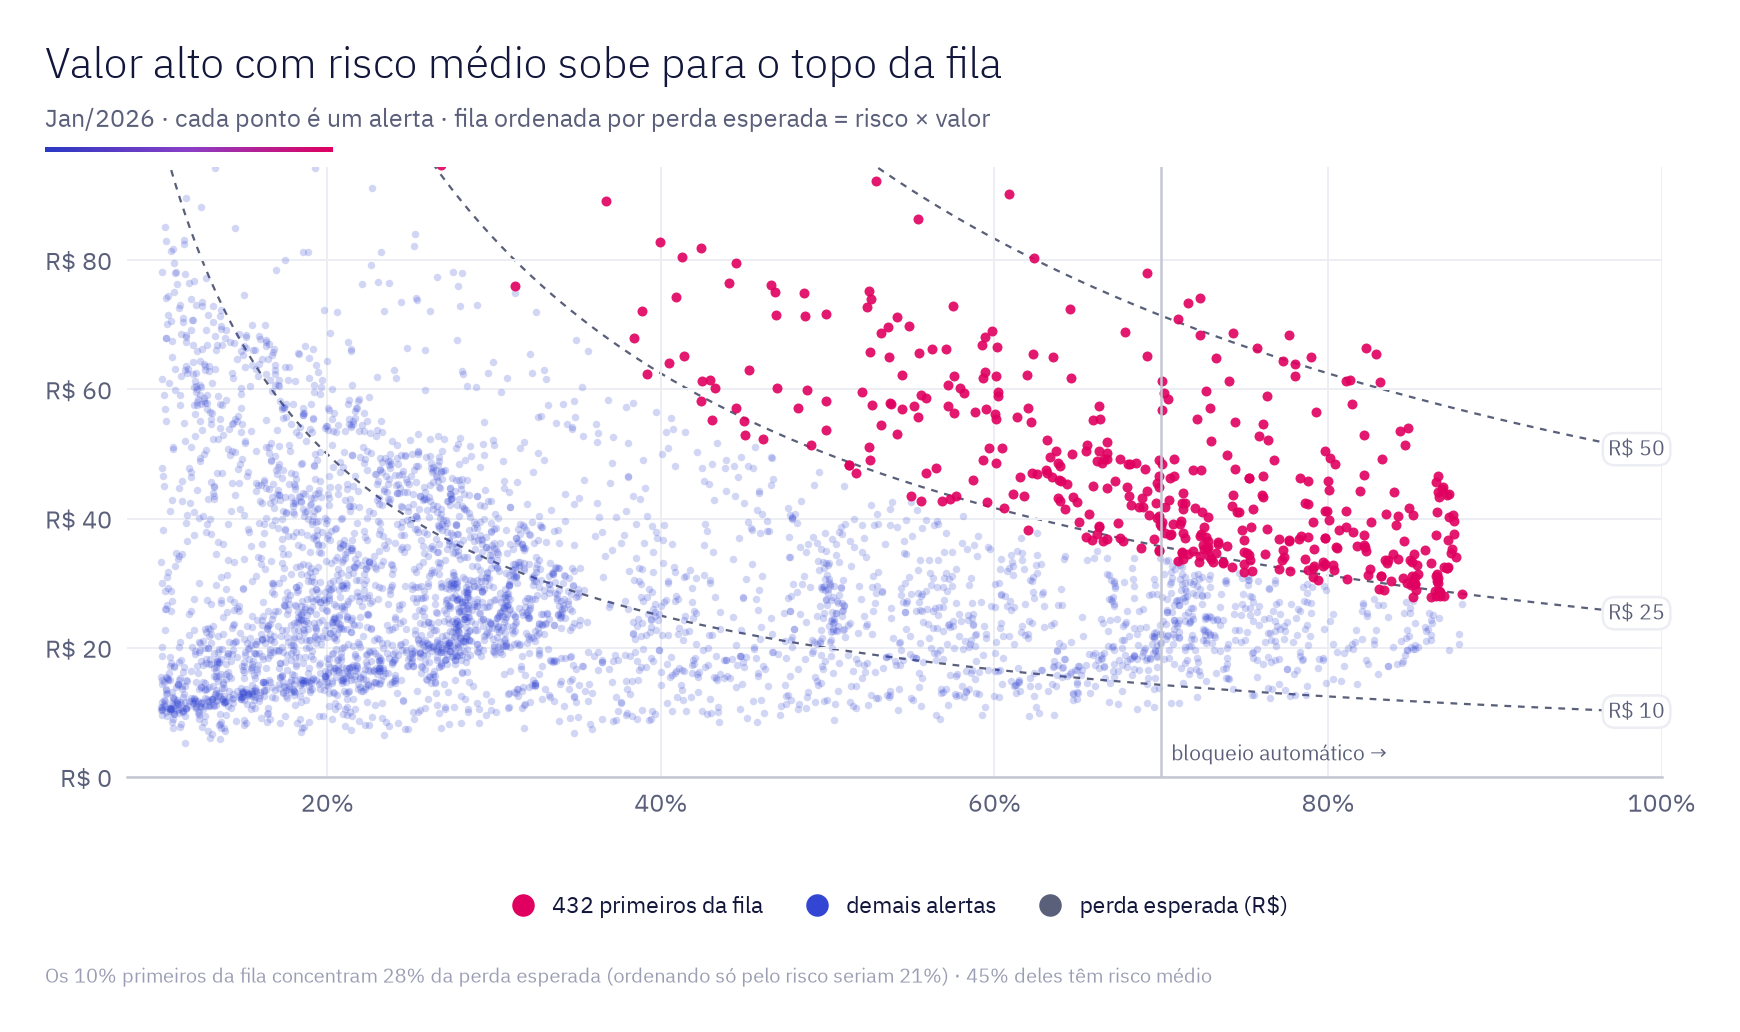 Valor alto com risco médio sobe para o topo da fila
Jan/2026 · cada ponto é um alerta · fila ordenada por perda esperada = risco × valor
R$ 80
R$ 60
R$ 40
R$ 20
R$ 0
R$ 50
R$ 25
R$ 10
bloqueio automático →
20%
40%
60%
80%
100%
432 primeiros da fila
demais alertas
perda esperada (R$)
Os 10% primeiros da fila concentram 28% da perda esperada (ordenando só pelo risco seriam 21%) · 45% deles têm risco médio